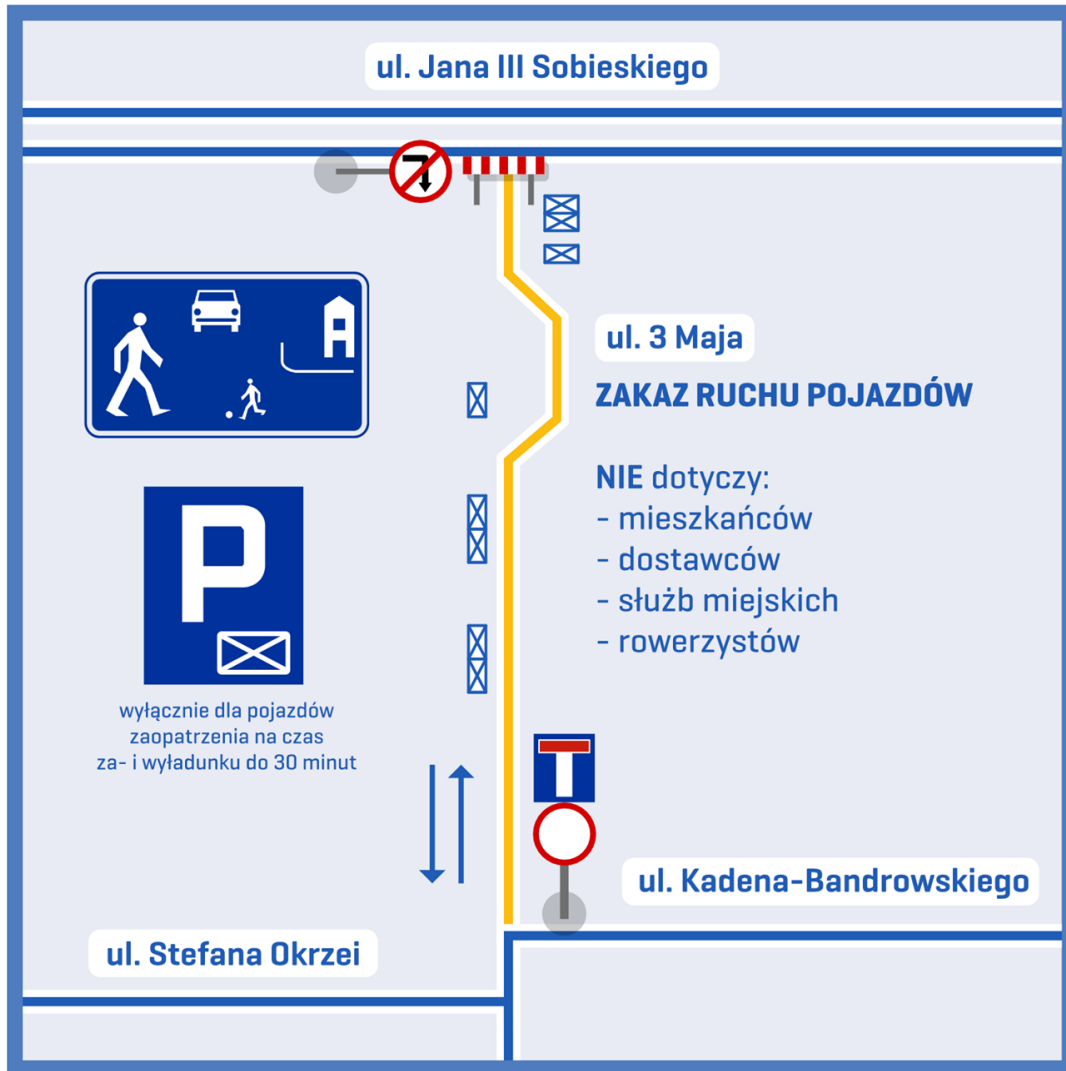 ul. Jana III Sobieskiego
ul. 3 Maja
ZAKAZ RUCHU POJAZDÓW
NIE dotyczy:
- mieszkańców
- dostawców
- służb miejskich
- rowerzystów
P
wyłącznie dla pojazdów
zaopatrzenia na czas
za- i wyładunku do 30 minut
ul. Kadena-Bandrowskiego
ul. Stefana Okrzei